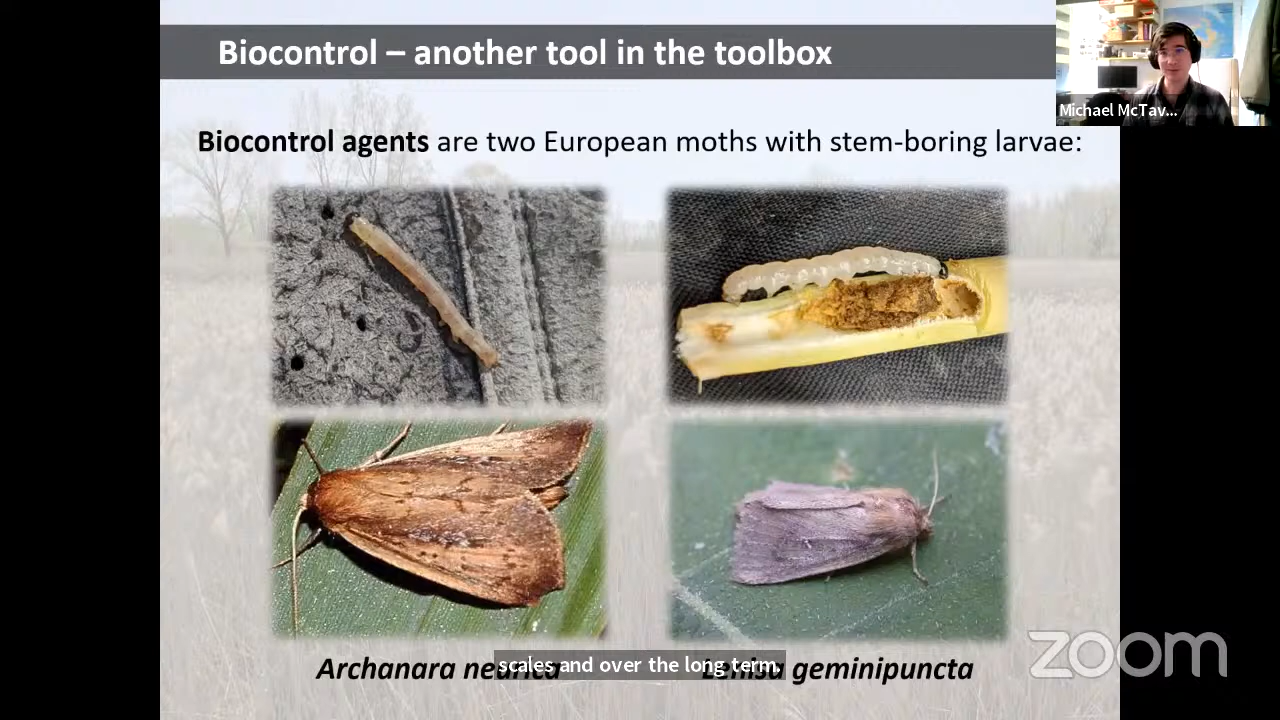 Biocontrol – another tool in the toolbox
Michael McTav...
Biocontrol agents are two European moths with stem-boring larvae:
scales and over the long term.
Archanara neurica
Lenisa geminipuncta
zoom